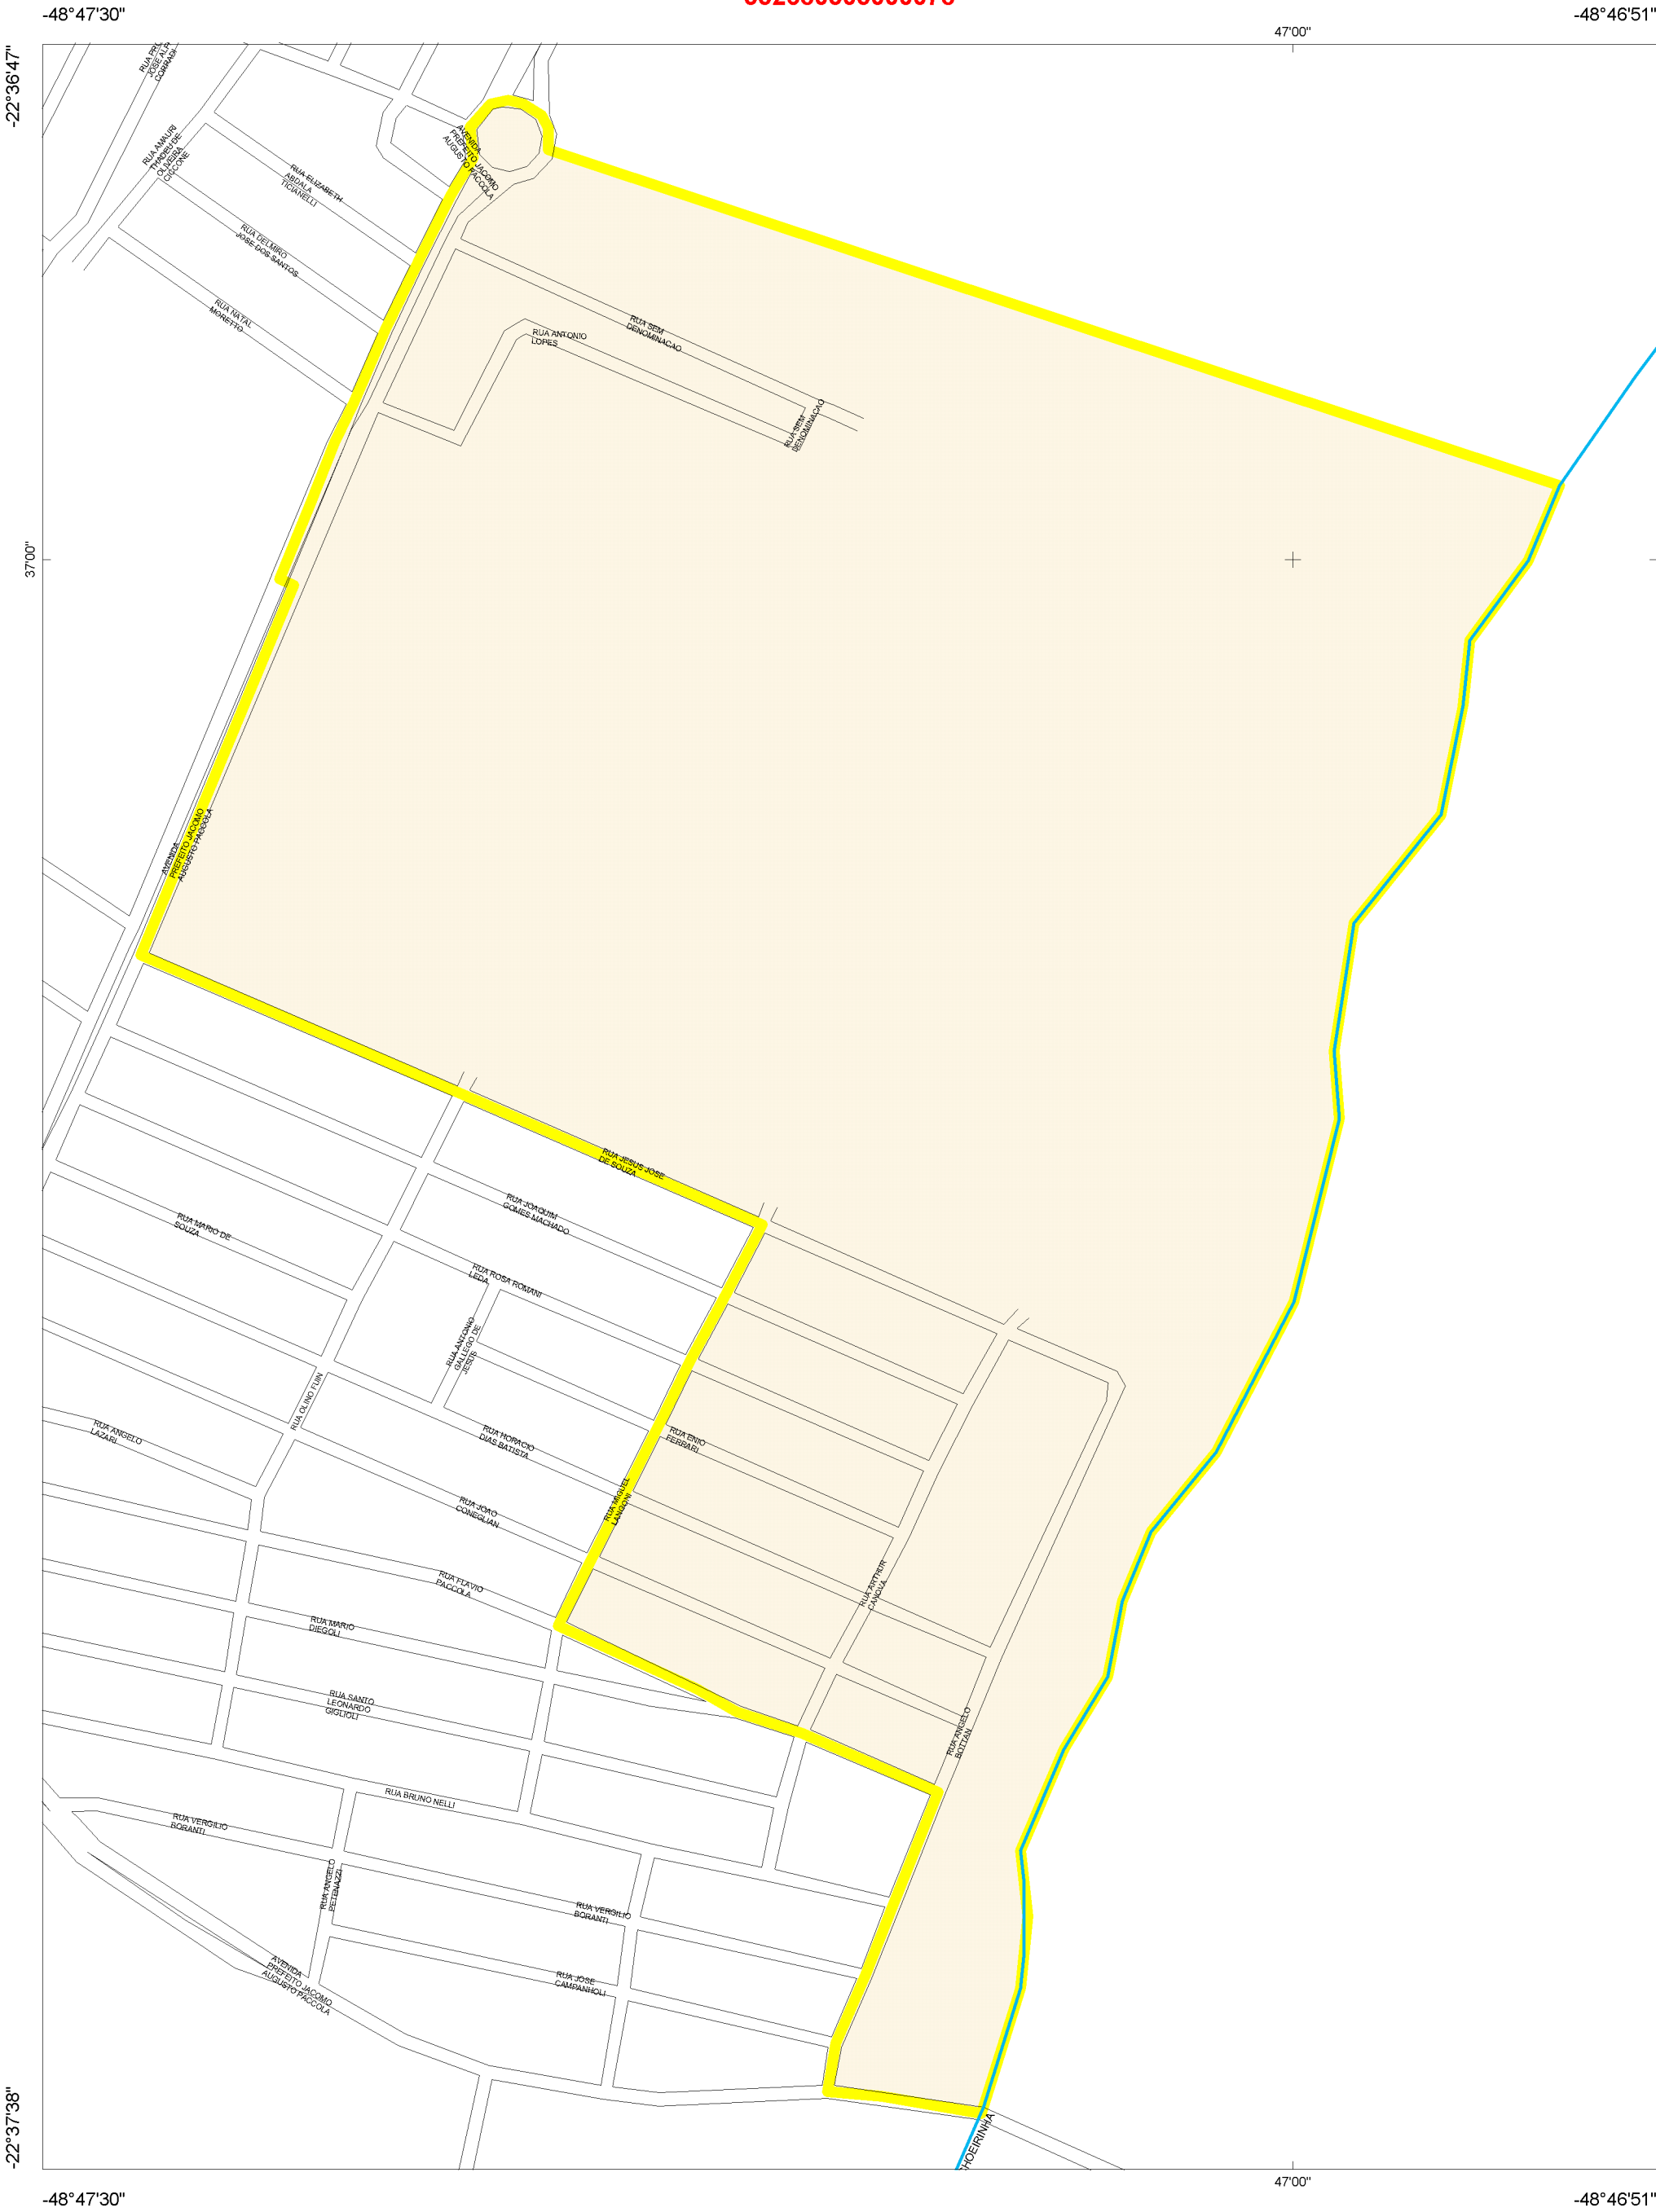 -48°47'30"
-48°46'51"
47'00"
-22°36'47"
RUA AMAURI
THADEU DE
OLIVEIRA
CICCONE
AVENIDA
PREFEITO JACOMO
AUGUSTO PACCOLA
RUA ELIZABETH
ABDALA
TICIANELLI
RUA DELMIRO
JOSE DOS SANTOS
RUA NATAL
MORETTO
RUA SEM
DENOMINACAO
RUA ANTONIO
LOPES
RUA SEM
DENOMINACAO
37'00"
AVENIDA
PREFEITO JACOMO
AUGUSTO PACCOLA
RUA JESUS JOSE
DE SOUZA
RUA JOAQUIM
GOMES MACHADO
RUA MARIO DE
SOUZA
RUA ROSA ROMANI
LEDA
RUA ANTONIO
GALLEGO DE
JESUS
RUA OLINO FUIN
RUA ANGELO
LAZARI
RUA HORACIO
DIAS BATISTA
RUA ENIO
FERRARI
RUA MIGUEL
LANGONI
RUA JOAO
CONEGLIAN
RUA FLAVIO
PACCOLA
RUA ARTHUR
CANOVA
RUA MARIO
DIEGOLI
RUA SANTO
LEONARDO
GIGLIOLI
RUA ANGELO
BOTTAN
RUA BRUNO NELLI
RUA VERGILIO
BORANTI
RUA ANGELO
PETENAZZI
RUA VERGILIO
BORANTI
RUA JOSE
CAMPANHOLI
AVENIDA
PREFEITO JACOMO
AUGUSTO PACCOLA
HOEIRINHA
-22°37'38"
-48°47'30"
47'00"
-48°46'51"